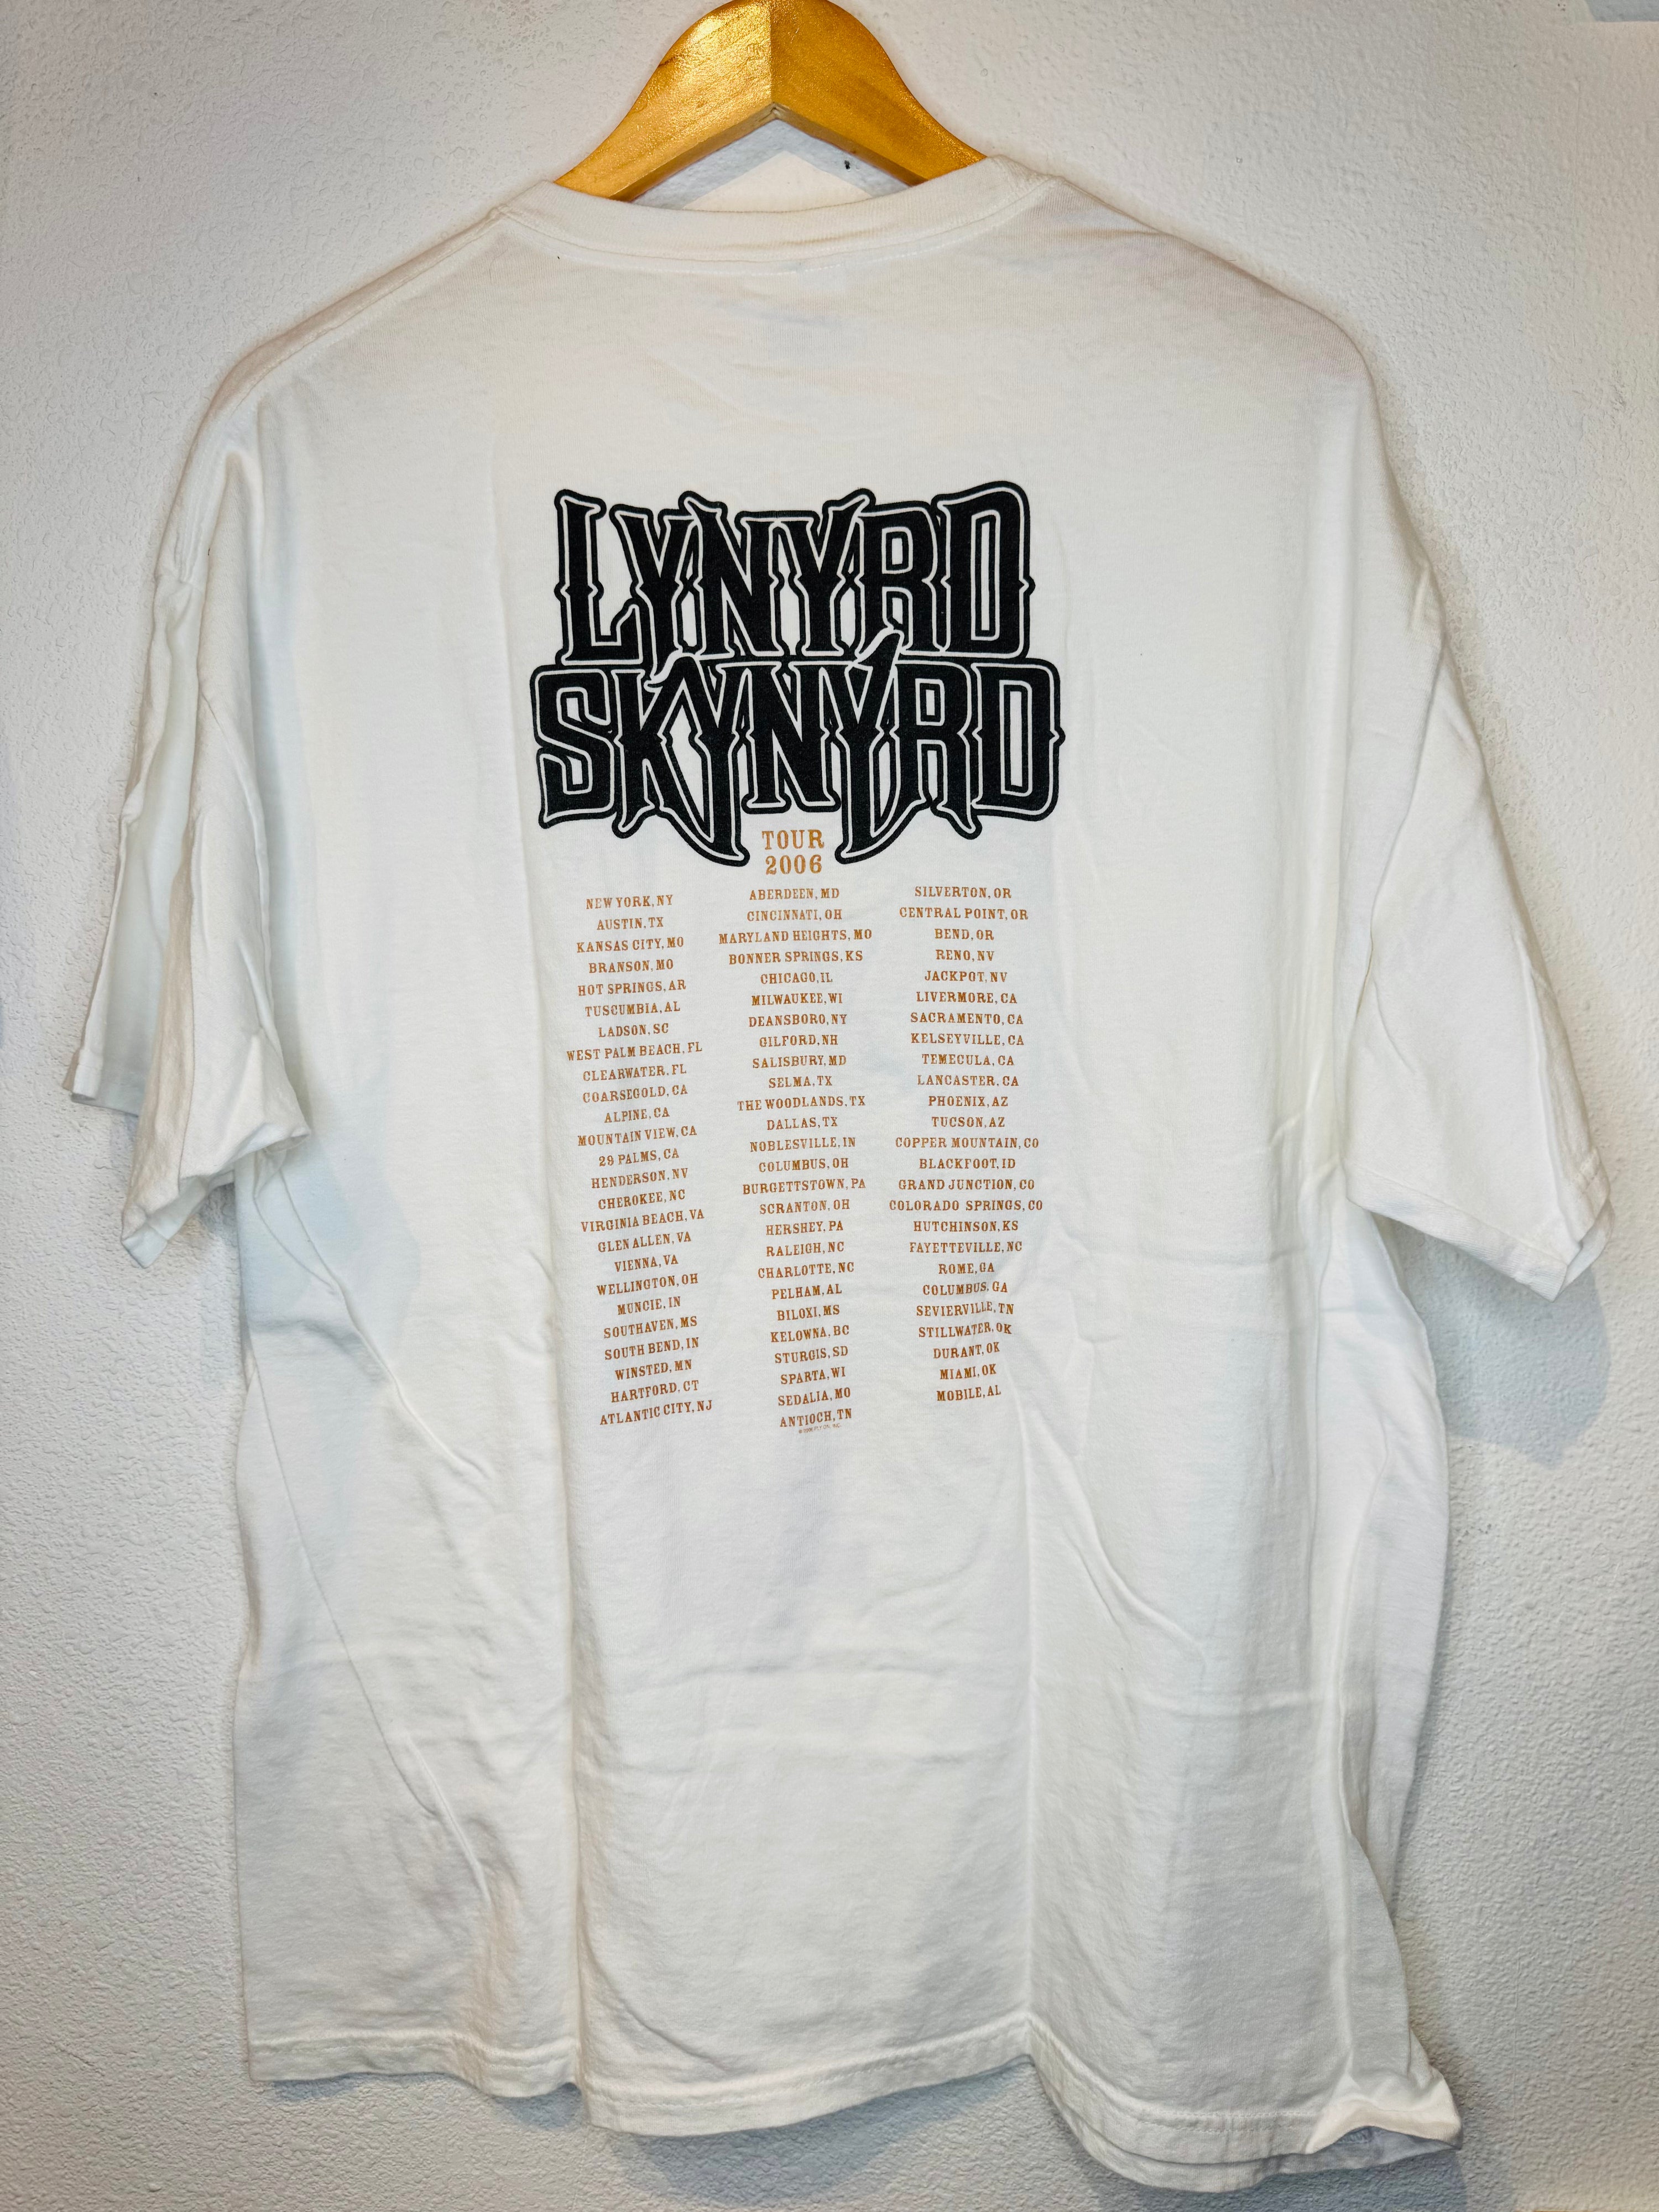 LYNYRD
SKYNYRD
TOUR
2006
NEW YORK, NY
AUSTIN, TX
KANSAS CITY, MO
BRANSON, MO
HOT SPRINGS, AR
TUSCUMBIA, AL
LADSON, SC
WEST PALM BEACH, FL
CLEARWATER, FL
COARSEGOLD, CA
ALPINE, CA
MOUNTAIN VIEW, CA
29 PALMS, CA
HENDERSON, NV
CHEROKEE, NC
VIRGINIA BEACH, VA
GLEN ALLEN, VA
VIENNA, VA
WELLINGTON, OH
MUNCIE, IN
SOUTHAVEN, MS
SOUTH BEND, IN
WINSTED, MN
HARTFORD, CT
ATLANTIC CITY, NJ
ABERDEEN, MD
CINCINNATI, OH
MARYLAND HEIGHTS, MO
BONNER SPRINGS, KS
CHICAGO, IL
MILWAUKEE, WI
DEANSBORO, NY
GILFORD, NH
SALISBURY, MD
SELMA, TX
THE WOODLANDS, TX
DALLAS, TX
NOBLESVILLE, IN
COLUMBUS, OH
BURGETTSTOWN, PA
SCRANTON, OH
HERSHEY, PA
RALEIGH, NC
CHARLOTTE, NC
PELHAM, AL
BILOXI, MS
KELOWNA, BC
STURGIS, SD
SPARTA, WI
SEDALIA, MO
ANTIOCH, TN
SILVERTON, OR
CENTRAL POINT, OR
BEND, OR
RENO, NV
JACKPOT, NV
LIVERMORE, CA
SACRAMENTO, CA
KELSEYVILLE, CA
TEMECULA, CA
LANCASTER, CA
PHOENIX, AZ
TUCSON, AZ
COPPER MOUNTAIN, CO
BLACKFOOT, ID
GRAND JUNCTION, CO
COLORADO SPRINGS, CO
HUTCHINSON, KS
FAYETTEVILLE, NC
ROME, GA
COLUMBUS, GA
SEVIERVILLE, TN
STILLWATER, OK
DURANT, OK
MIAMI, OK
MOBILE, AL